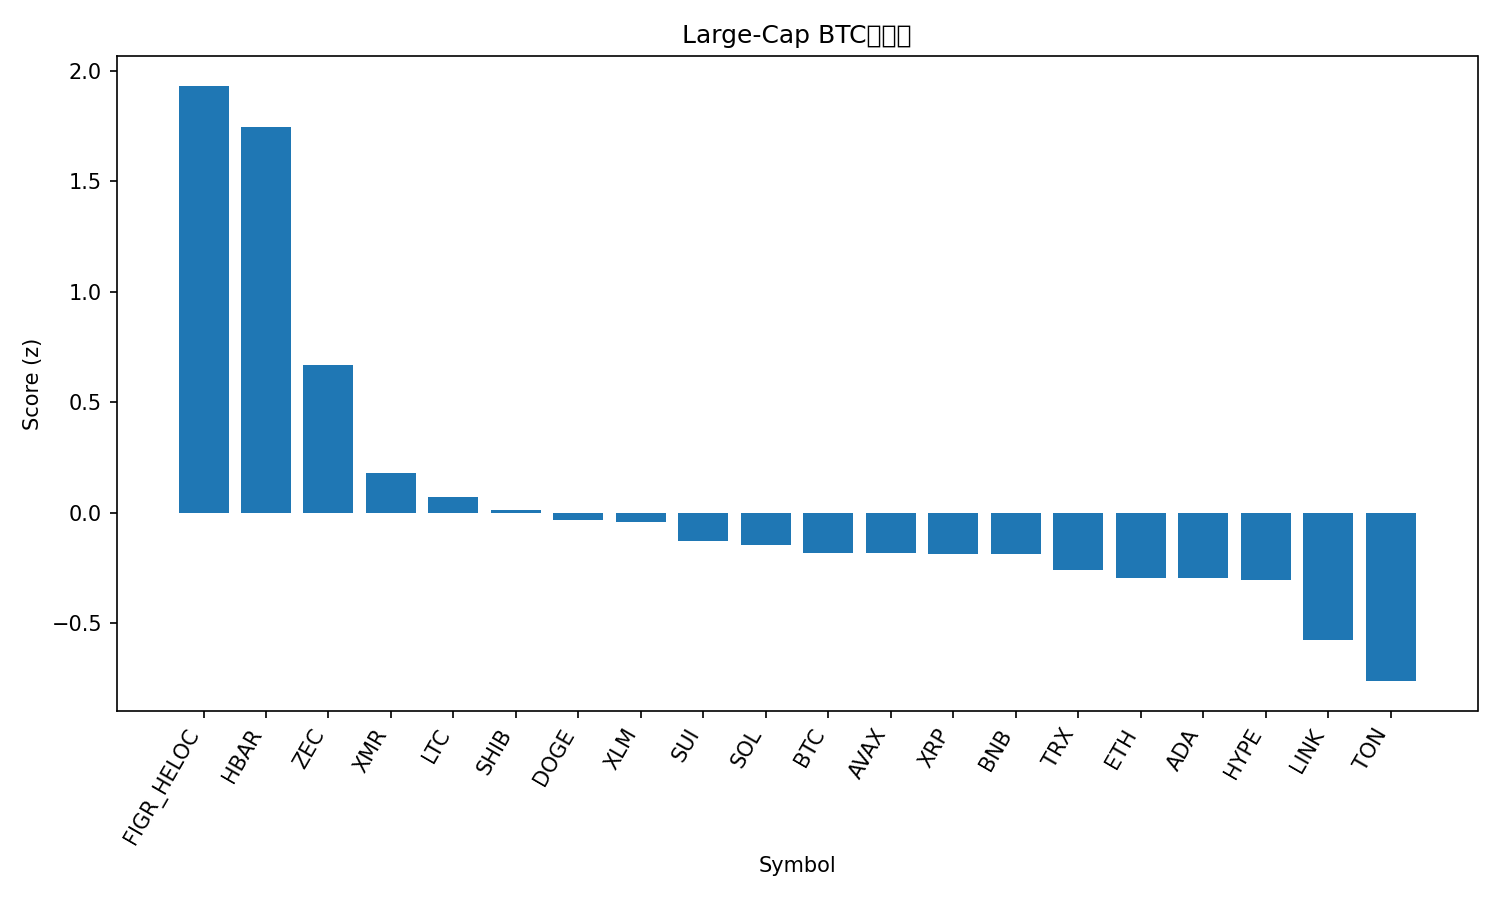 Large-Cap BTC
Score (z)
2.0
1.5
1.0
0.5
0.0
−0.5
FIGR_HELOC
HBAR
ZEC
XMR
LTC
SHIB
DOGE
XLM
SUI
SOL
BTC
AVAX
XRP
BNB
TRX
ETH
ADA
HYPE
LINK
TON
Symbol